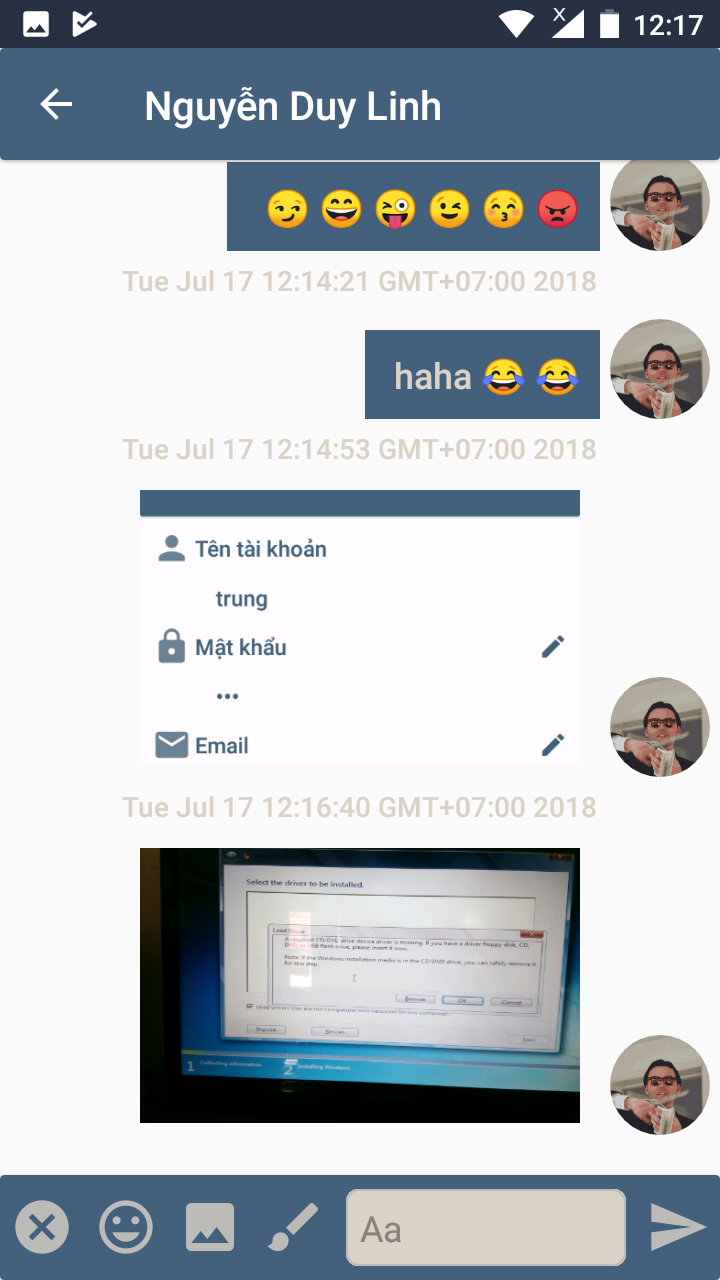 12:17
Nguyễn Duy Linh
Tue Jul 17 12:14:21 GMT+07:00 2018
haha 😂 😂
Tue Jul 17 12:14:53 GMT+07:00 2018
Tên tài khoản
trung
Mật khẩu
•••
Email
Tue Jul 17 12:16:40 GMT+07:00 2018
Select the driver to be installed.
Load Driver
A required CD/DVD drive device driver is missing. If you have a driver floppy disk, CD,
DVD, or USB flash drive, please insert it now.
Note: If the Windows installation media is in the CD/DVD drive, you can safely remove it
for this step.
Browse OK Cancel
Browse Rescan Next
1 Collecting information 2 Installing Windows
Aa